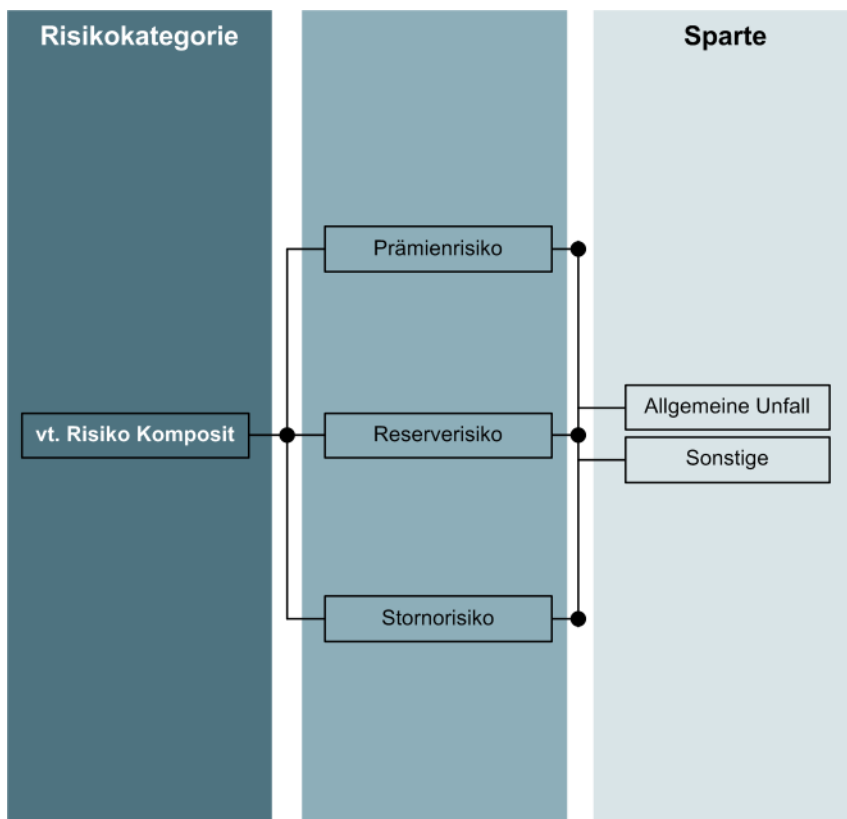 Risikokategorie
Sparte
Prämienrisiko
Allgemeine Unfall
vt. Risiko Komposit
Reserverisiko
Sonstige
Stornorisiko